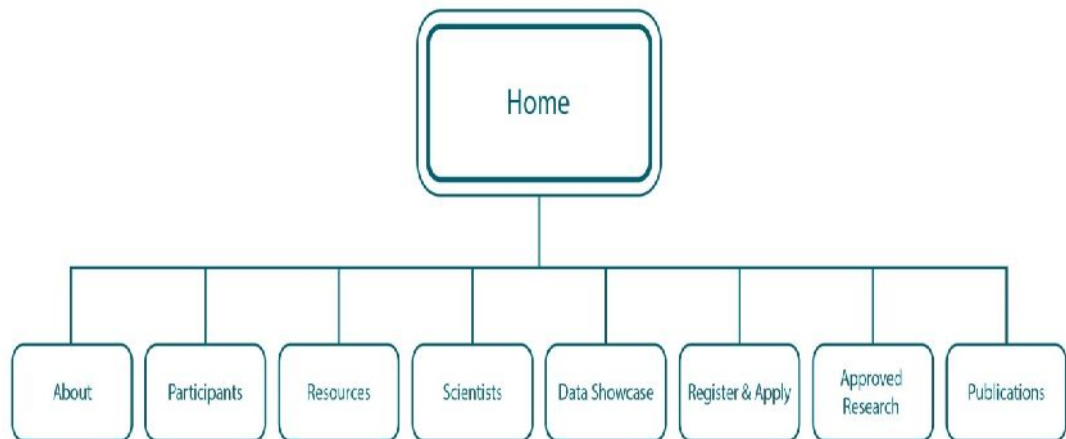 Home
About
Participants
Resources
Scientists
Data Showcase
Register & Apply
Approved
Research
Publications